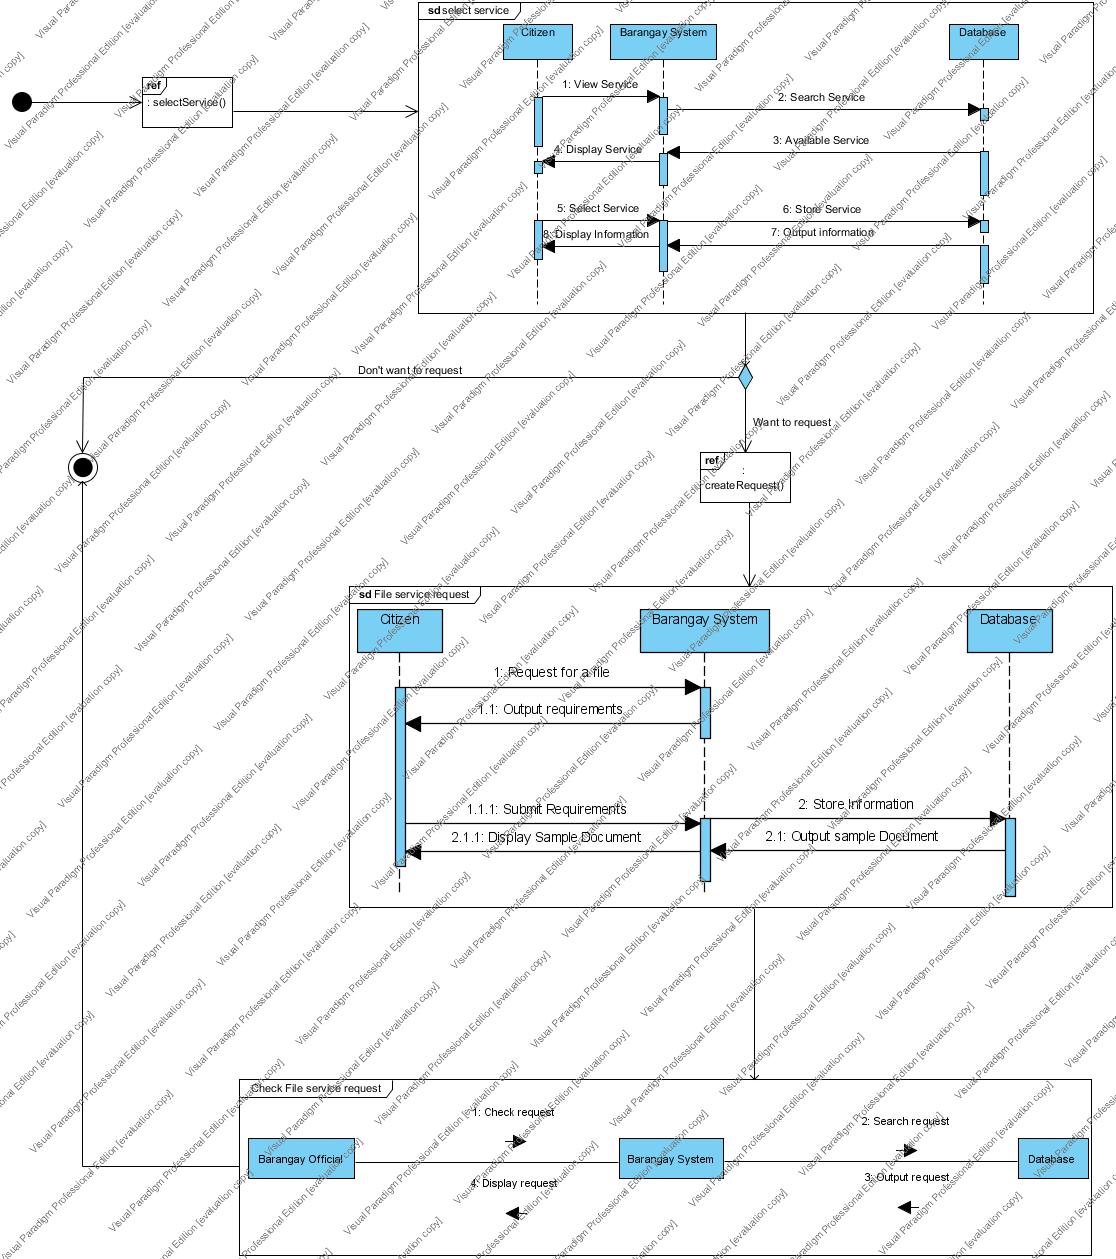 sd select service
Citizen
Barangay System
Database
1: View Service
2: Search Service
3: Available Service
4: Display Service
5: Select Service
6: Store Service
7: Output information
8: Display Information
ref
: selectService()
Don't want to request
Want to request
ref
:
createRequest()
sd File service request
Citizen
Barangay System
Database
1: Request for a file
1.1: Output requirements
1.1.1: Submit Requirements
2: Store Information
2.1.1: Display Sample Document
2.1: Output sample Document
Check File service request
1: Check request
2: Search request
Barangay Official
Barangay System
Database
4: Display request
3: Output request
Visual Paradigm Professional Edition [evaluation copy]